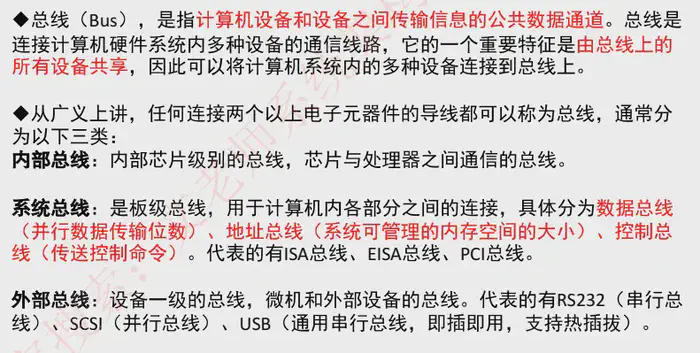 ◆总线（Bus），是指计算机设备和设备之间传输信息的公共数据通道。总线是
连接计算机硬件系统内多种设备的通信线路，它的一个重要特征是由总线上的
所有设备共享，因此可以将计算机系统内的多种设备连接到总线上。
◆从广义上讲，任何连接两个以上电子元器件的导线都可以称为总线，通常分
为以下三类：
内部总线：内部芯片级别的总线，芯片与处理器之间通信的总线。
系统总线：是板级总线，用于计算机内各部分之间的连接，具体分为数据总线
（并行数据传输位数）、地址总线（系统可管理的内存空间的大小）、控制总
线（传送控制命令）。代表的有ISA总线、EISA总线、PCI总线。
外部总线：设备一级的总线，微机和外部设备的总线。代表的有RS232（串行总
线）、SCSI（并行总线）、USB（通用串行总线，即插即用，支持热插拔）。